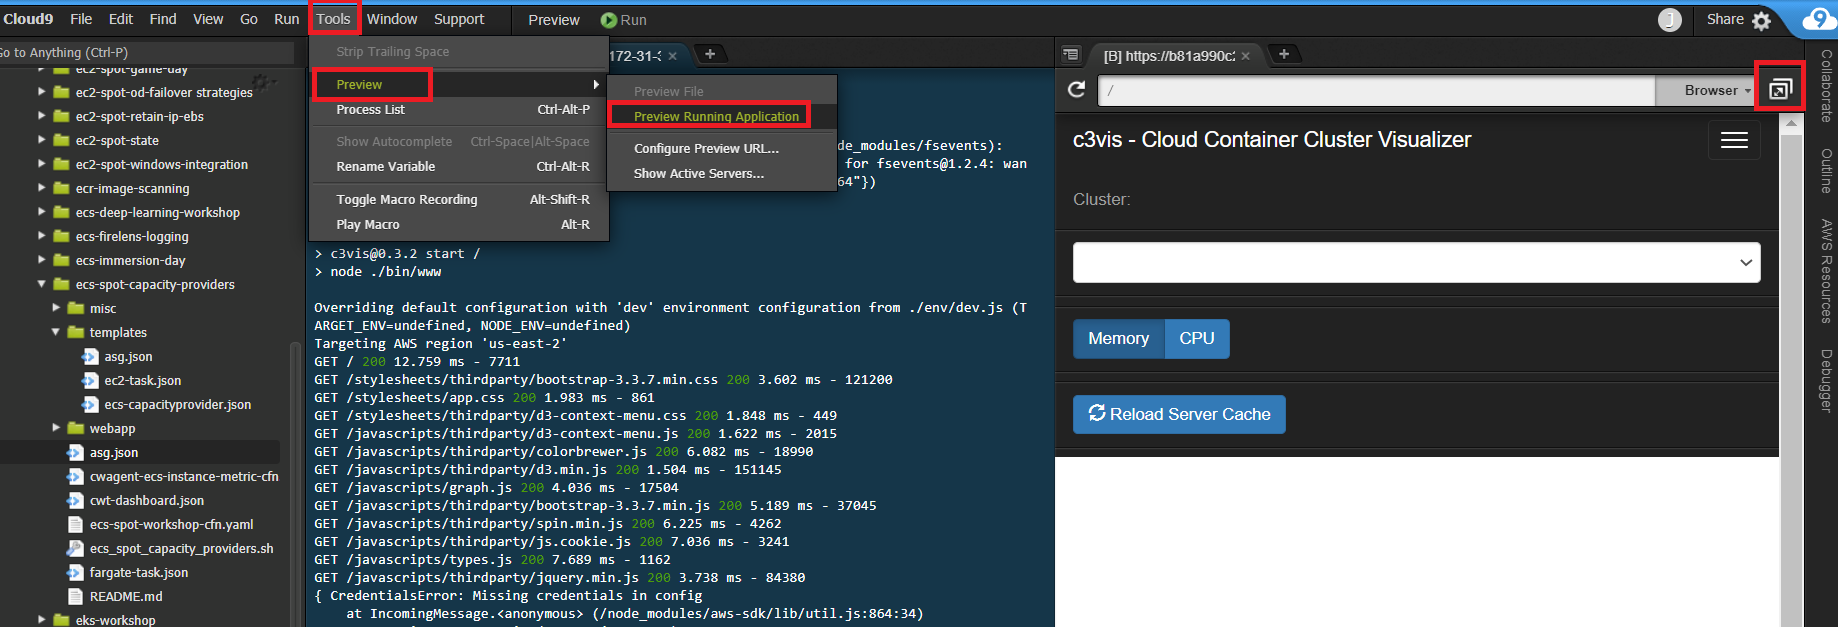 Cloud9 File Edit Find View Go Run Tools Window Support Preview Run
J Share
Go to Anything (Ctrl-P)
ec2-spot-game-day
ec2-spot-od-failover strategies
ec2-spot-retain-ip-ebs
ec2-spot-state
ec2-spot-windows-integration
ecr-image-scanning
ecs-deep-learning-workshop
ecs-firelens-logging
ecs-immersion-day
ecs-spot-capacity-providers
misc
templates
asg.json
ec2-task.json
ecs-capacityprovider.json
webapp
asg.json
cwagent-ecs-instance-metric-cfn
cwt-dashboard.json
ecs-spot-workshop-cfn.yaml
ecs_spot_capacity_providers.sh
fargate-task.json
README.md
eks-workshop
Strip Trailing Space
Preview
Process List Ctrl-Alt-P
Show Autocomplete Ctrl-Space|Alt-Space
Rename Variable Ctrl-Alt-R
Toggle Macro Recording Alt-Shift-R
Play Macro Alt-R
Preview File
Preview Running Application
Configure Preview URL...
Show Active Servers...
172-31-3
de_modules/fsevents):
for fsevents@1.2.4: wan
64"})
> c3vis@0.3.2 start /
> node ./bin/www
Overriding default configuration with 'dev' environment configuration from ./env/dev.js (T
ARGET_ENV=undefined, NODE_ENV=undefined)
Targeting AWS region 'us-east-2'
GET / 200 12.759 ms - 7711
GET /stylesheets/thirdparty/bootstrap-3.3.7.min.css 200 3.602 ms - 121200
GET /stylesheets/app.css 200 1.983 ms - 861
GET /stylesheets/thirdparty/d3-context-menu.css 200 1.848 ms - 449
GET /javascripts/thirdparty/d3-context-menu.js 200 1.622 ms - 2015
GET /javascripts/thirdparty/colorbrewer.js 200 6.082 ms - 18990
GET /javascripts/thirdparty/d3.min.js 200 1.504 ms - 151145
GET /javascripts/graph.js 200 4.036 ms - 17504
GET /javascripts/thirdparty/bootstrap-3.3.7.min.js 200 5.189 ms - 37045
GET /javascripts/thirdparty/spin.min.js 200 6.225 ms - 4262
GET /javascripts/thirdparty/js.cookie.js 200 7.036 ms - 3241
GET /javascripts/types.js 200 7.689 ms - 1162
GET /javascripts/thirdparty/jquery.min.js 200 3.738 ms - 84380
{ CredentialsError: Missing credentials in config
at IncomingMessage.<anonymous> (/node_modules/aws-sdk/lib/util.js:864:34)
[B] https://b81a990c2
/ Browser
c3vis - Cloud Container Cluster Visualizer
Cluster:
Memory CPU
Reload Server Cache
Collaborate
Outline
AWS Resources
Debugger